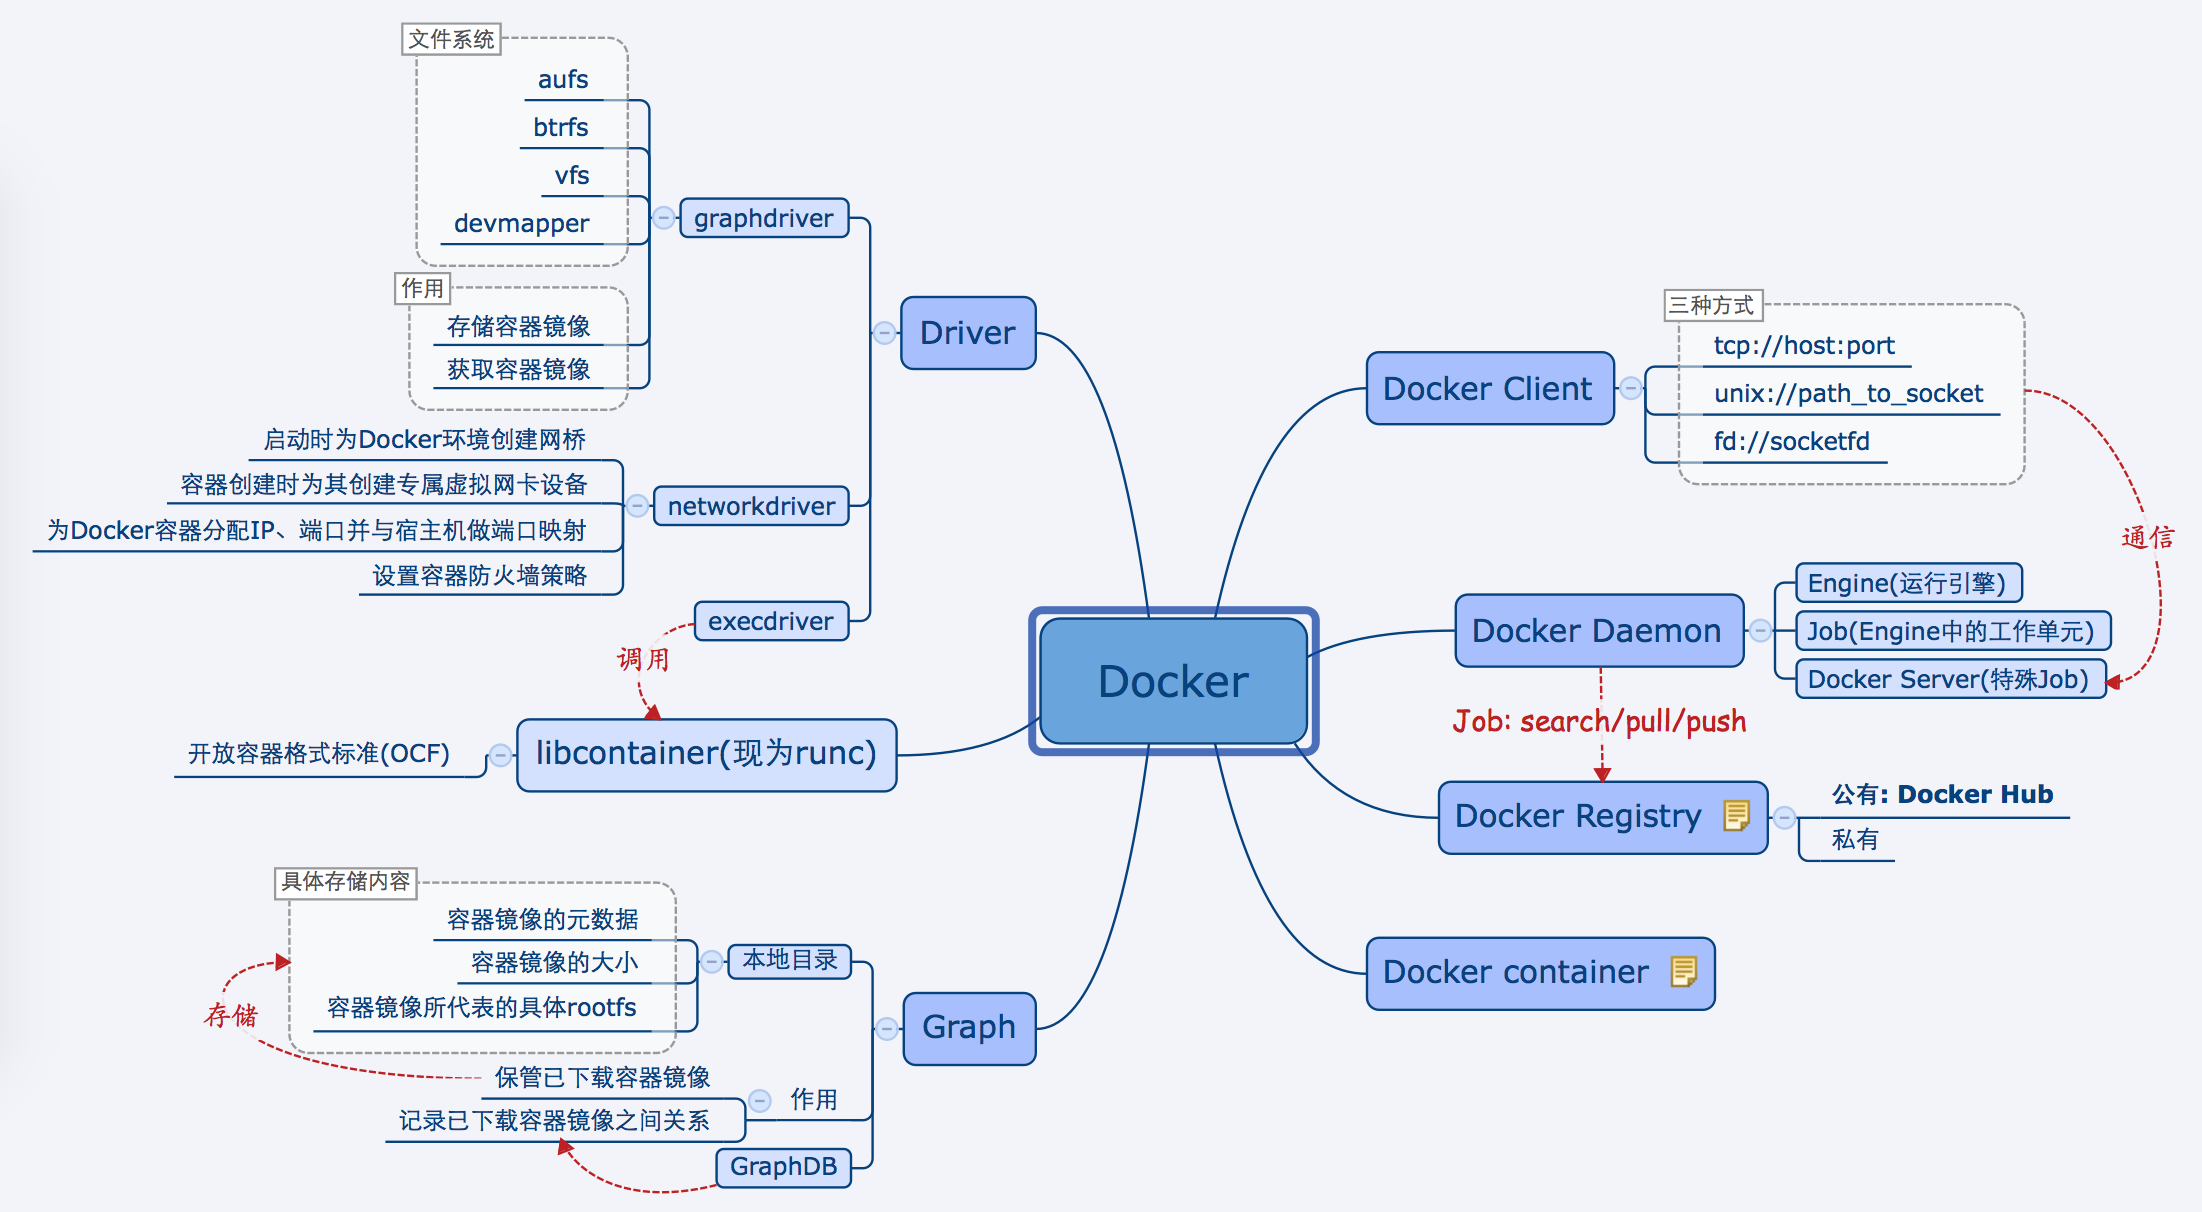 文件系统
aufs
btrfs
vfs
devmapper
graphdriver
作用
存储容器镜像
获取容器镜像
Driver
启动时为Docker环境创建网桥
容器创建时为其创建专属虚拟网卡设备
为Docker容器分配IP、端口并与宿主机做端口映射
设置容器防火墙策略
networkdriver
execdriver
调用
libcontainer(现为runc)
开放容器格式标准(OCF)
Docker
具体存储内容
容器镜像的元数据
容器镜像的大小
容器镜像所代表的具体rootfs
本地目录
存储
保管已下载容器镜像
记录已下载容器镜像之间关系
作用
GraphDB
Graph
三种方式
tcp://host:port
unix://path_to_socket
fd://socketfd
Docker Client
通信
Docker Daemon
Engine(运行引擎)
Job(Engine中的工作单元)
Docker Server(特殊Job)
Job: search/pull/push
Docker Registry
公有: Docker Hub
私有
Docker container